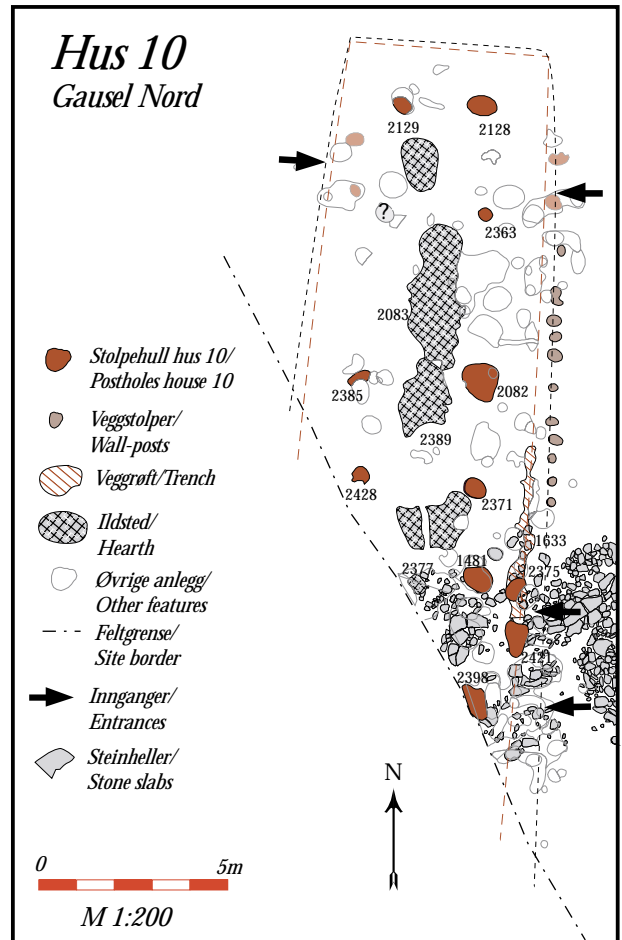 Hus 10
Gausel Nord
2129
2128
?
2363
2083
2385
2082
2389
2428
2371
1633
1481
2375
2377
2421
2398
Stolpehull hus 10/
Postholes house 10
Veggstolper/
Wall-posts
Veggrøft/Trench
Ildsted/
Hearth
Øvrige anlegg/
Other features
Feltgrense/
Site border
Innganger/
Entrances
Steinheller/
Stone slabs
N
0 5m
M 1:200